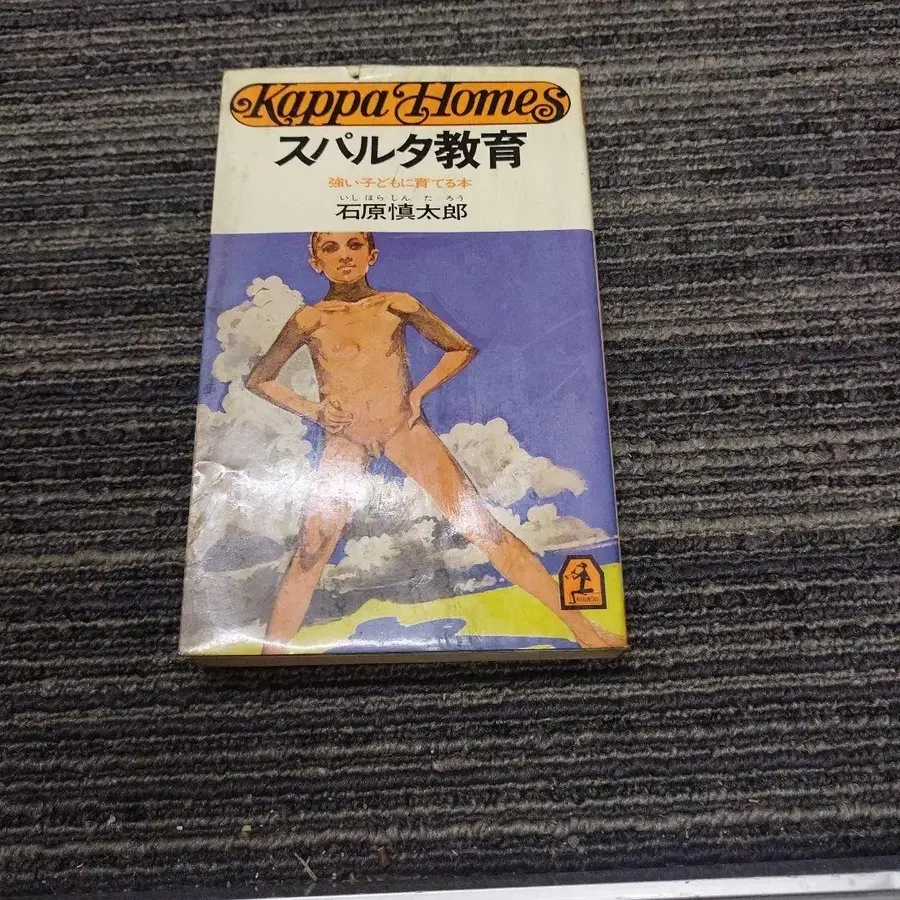 Kappa Homes
スパルタ教育
強い子どもに育てる本
いしはらしんたろう
石原慎太郎